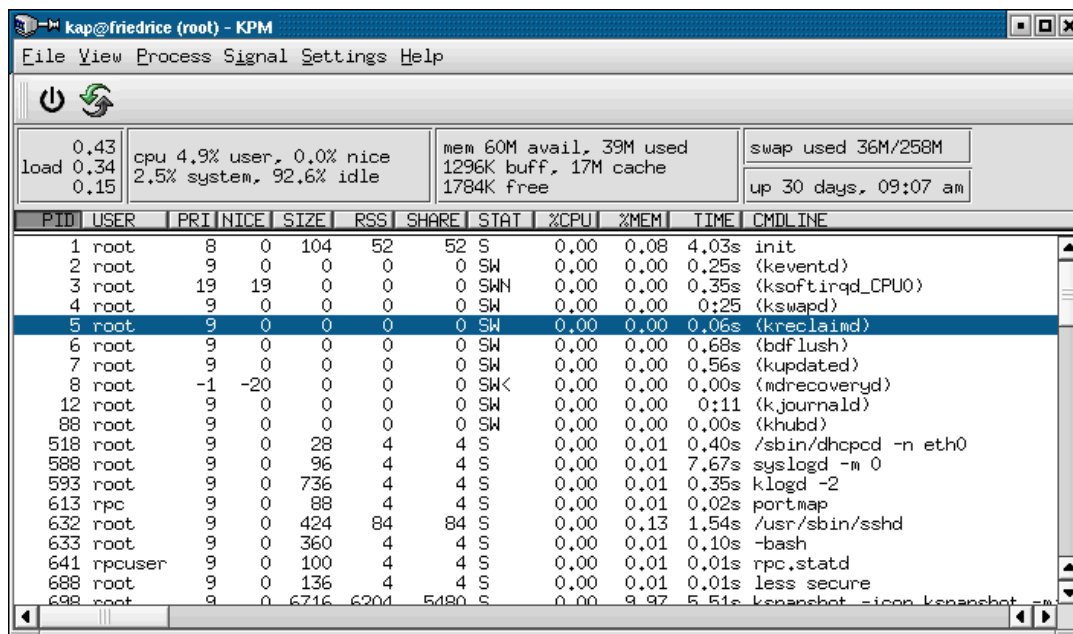 kap@friedrice (root) - KPM
File View Process Signal Settings Help
load 0.43 0.34 0.15
cpu 4.9% user, 0.0% nice
2.5% system, 92.6% idle
mem 60M avail, 39M used
1296K buff, 17M cache
1784K free
swap used 36M/258M
up 30 days, 09:07 am
PID USER PRI NICE SIZE RSS SHARE STAT %CPU %MEM TIME CMDLINE
1 root 8 0 104 52 52 S 0.00 0.08 4.03s init
2 root 9 0 0 0 0 SW 0.00 0.00 0.25s (keventd)
3 root 19 19 0 0 0 SWN 0.00 0.00 0.35s (ksoftirqd_CPU0)
4 root 9 0 0 0 0 SW 0.00 0.00 0:25 (kswapd)
5 root 9 0 0 0 0 SW 0.00 0.00 0.06s (kreclaimd)
6 root 9 0 0 0 0 SW 0.00 0.00 0.68s (bdflush)
7 root 9 0 0 0 0 SW 0.00 0.00 0.56s (kupdated)
8 root -1 -20 0 0 0 SW< 0.00 0.00 0.00s (mdrecoveryd)
12 root 9 0 0 0 0 SW 0.00 0.00 0:11 (kjournald)
88 root 9 0 0 0 0 SW 0.00 0.00 0.00s (khubd)
518 root 9 0 28 4 4 S 0.00 0.01 0.40s /sbin/dhcpcd -n eth0
588 root 9 0 96 4 4 S 0.00 0.01 7.67s syslogd -m 0
593 root 9 0 736 4 4 S 0.00 0.01 0.35s klogd -2
613 rpc 9 0 88 4 4 S 0.00 0.01 0.02s portmap
632 root 9 0 424 84 84 S 0.00 0.13 1.54s /usr/sbin/sshd
633 root 9 0 360 4 4 S 0.00 0.01 0.10s -bash
641 rpcuser 9 0 100 4 4 S 0.00 0.01 0.01s rpc.statd
688 root 9 0 136 4 4 S 0.00 0.01 0.01s less secure
698 root 9 0 6716 6204 5480 S 0.00 9.97 5.51s ksnapshot -icon ksnapshot